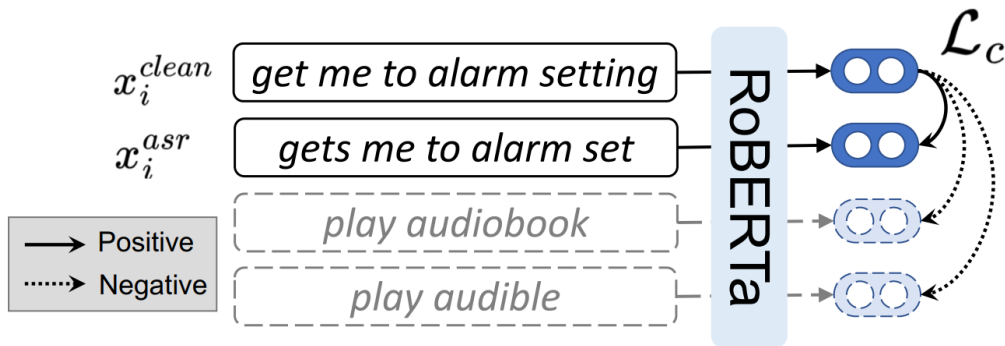 x_i^{clean} get me to alarm setting
x_i^{asr} gets me to alarm set
play audiobook
play audible
RoBERTa
ℒ_c
Positive
Negative